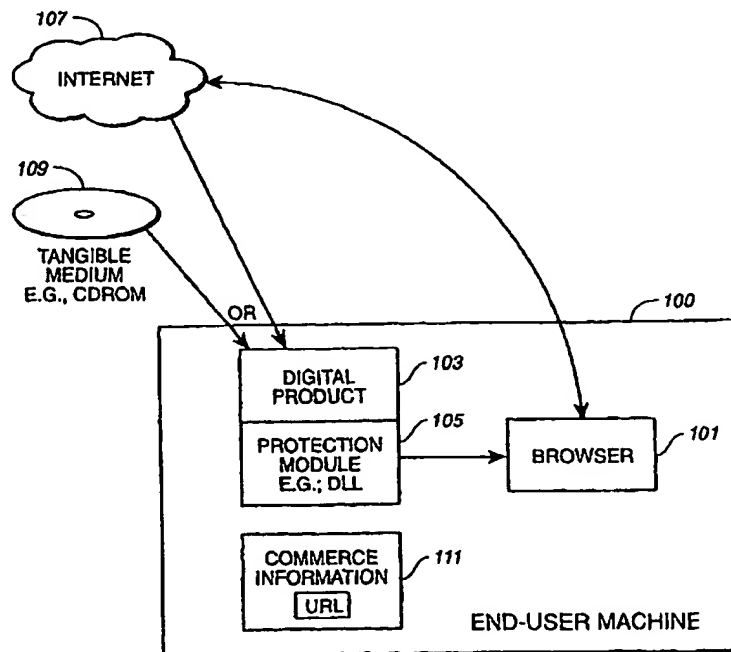 107
INTERNET
109
TANGIBLE
MEDIUM
E.G., CDROM
OR
100
DIGITAL
PRODUCT
103
105
PROTECTION
MODULE
E.G.; DLL
BROWSER
101
COMMERCE
INFORMATION
URL
111
END-USER MACHINE